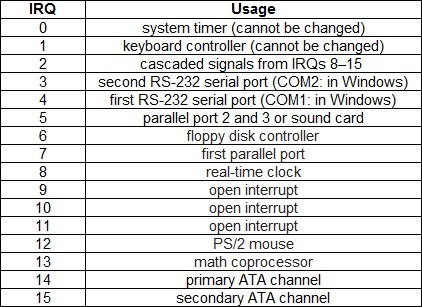 IRQ Usage
0 system timer (cannot be changed)
1 keyboard controller (cannot be changed)
2 cascaded signals from IRQs 8–15
3 second RS-232 serial port (COM2: in Windows)
4 first RS-232 serial port (COM1: in Windows)
5 parallel port 2 and 3 or sound card
6 floppy disk controller
7 first parallel port
8 real-time clock
9 open interrupt
10 open interrupt
11 open interrupt
12 PS/2 mouse
13 math coprocessor
14 primary ATA channel
15 secondary ATA channel